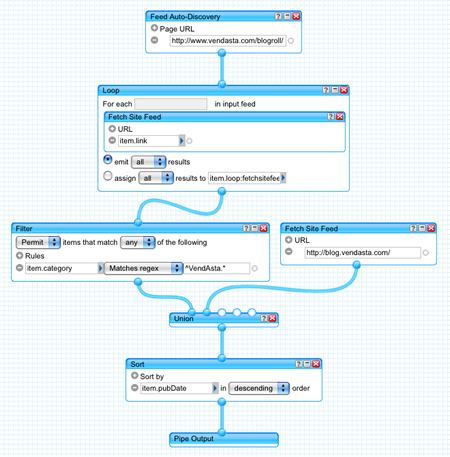 Feed Auto-Discovery
Page URL
http://www.vendasta.com/blogroll/
Loop
For each in input feed
Fetch Site Feed
URL
item.link
emit all results
assign all results to item.loop:fetchsitefee
Filter
Permit items that match any of the following
Rules
item.category Matches regex ^VendAsta.*
Fetch Site Feed
URL
http://blog.vendasta.com/
Union
Sort
Sort by
item.pubDate in descending order
Pipe Output